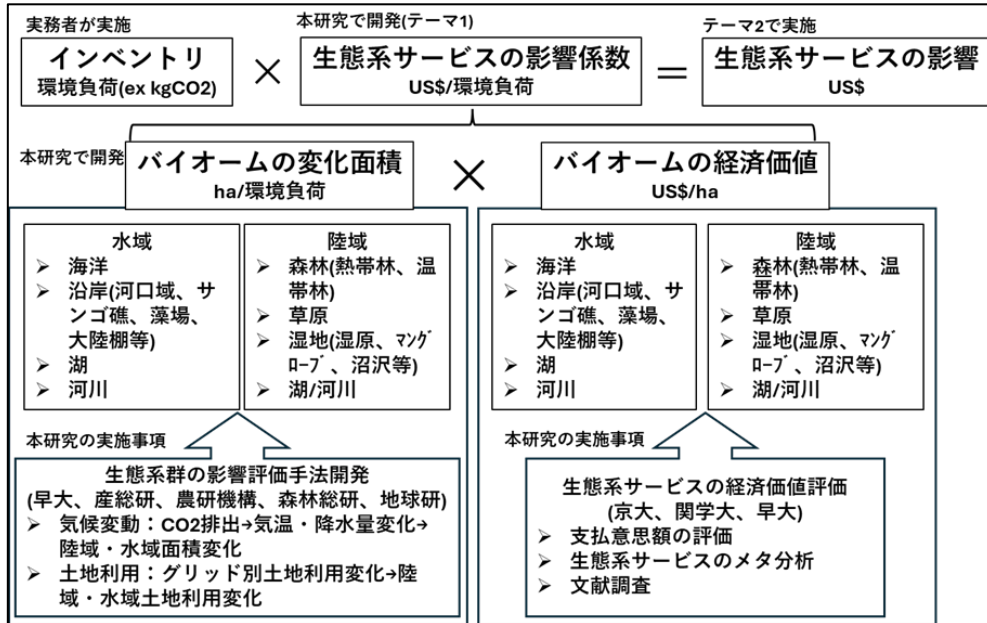 実務者が実施
インベントリ
環境負荷(ex kgCO2)
×
本研究で開発(テーマ1)
生態系サービスの影響係数
US$/環境負荷
=
テーマ2で実施
生態系サービスの影響
US$
本研究で開発
バイオームの変化面積
ha/環境負荷
×
バイオームの経済価値
US$/ha
水域
➢ 海洋
➢ 沿岸(河口域、サ
ンゴ礁、藻場、
大陸棚等)
➢ 湖
➢ 河川
陸域
➢ 森林(熱帯林、温
帯林)
➢ 草原
➢ 湿地(湿原、ﾏﾝｸﾞ
ﾛｰﾌﾞ、沼沢等)
➢ 湖/河川
本研究の実施事項
生態系群の影響評価手法開発
(早大、産総研、農研機構、森林総研、地球研)
➢ 気候変動：CO2排出→気温・降水量変化→
陸域・水域面積変化
➢ 土地利用：グリッド別土地利用変化→陸
域・水域土地利用変化
水域
➢ 海洋
➢ 沿岸(河口域、サ
ンゴ礁、藻場、
大陸棚等)
➢ 湖
➢ 河川
陸域
➢ 森林(熱帯林、温
帯林)
➢ 草原
➢ 湿地(湿原、ﾏﾝｸﾞ
ﾛｰﾌﾞ、沼沢等)
➢ 湖/河川
本研究の実施事項
生態系サービスの経済価値評価
(京大、関学大、早大)
➢ 支払意思額の評価
➢ 生態系サービスのメタ分析
➢ 文献調査